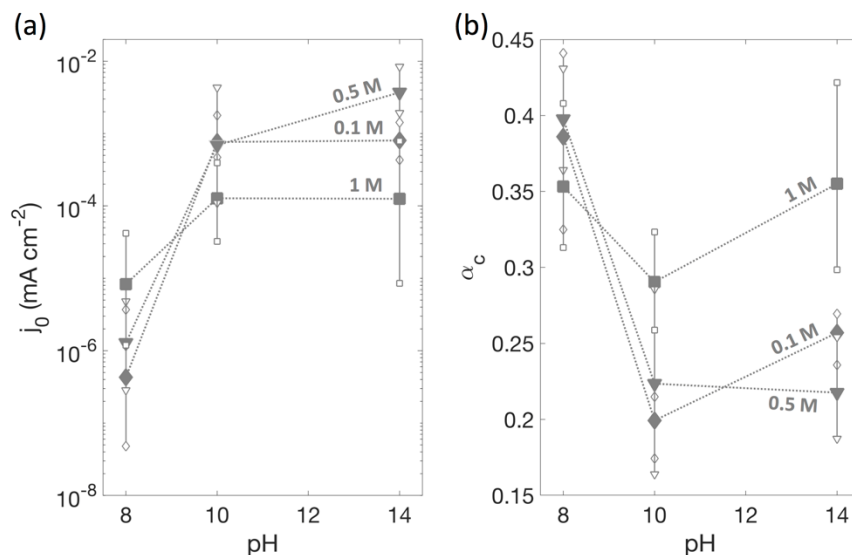 (a)
10⁻²
10⁻⁴
10⁻⁶
10⁻⁸
j₀ (mA cm⁻²)
0.5 M
0.1 M
1 M
8 10 12 14
pH
(b)
0.45
0.4
0.35
0.3
0.25
0.2
0.15
α_c
1 M
0.1 M
0.5 M
8 10 12 14
pH